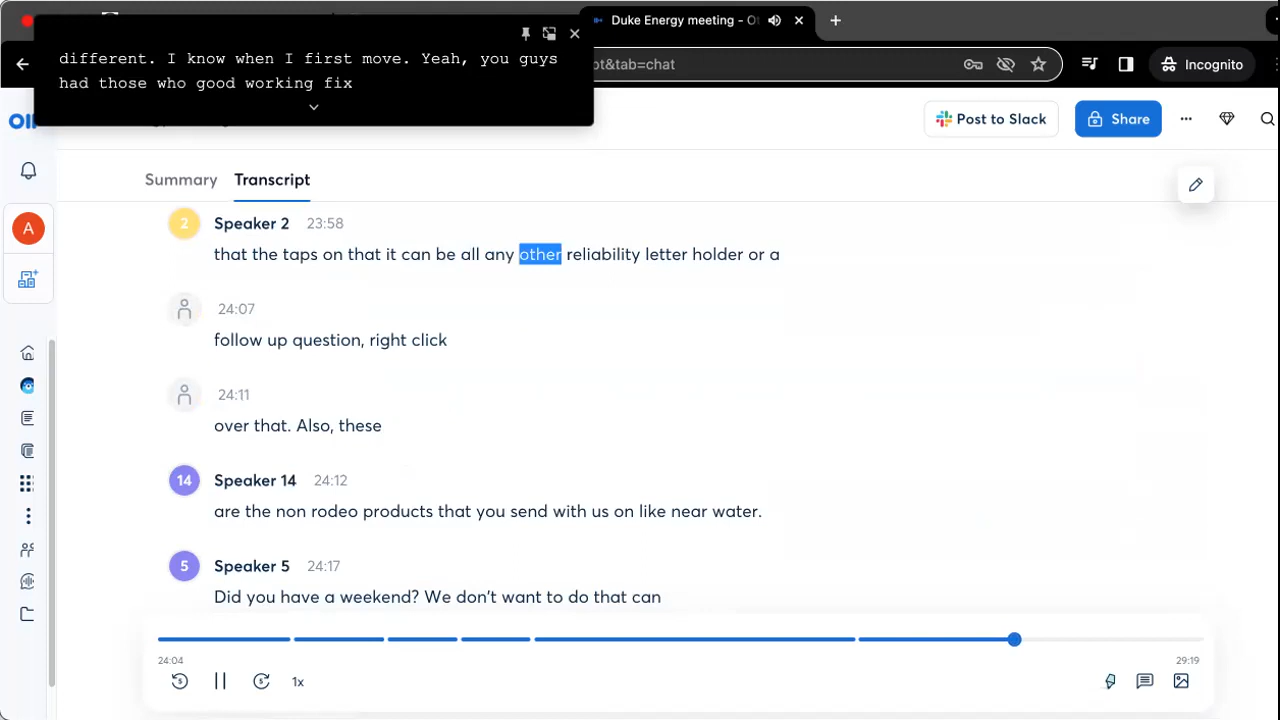 Duke Energy meeting - Ot
different. I know when I first move. Yeah, you guys
had those who good working fix
ot&tab=chat
Incognito
Post to Slack
Share
A
Summary
Transcript
2
Speaker 2
23:58
that the taps on that it can be all any other reliability letter holder or a
24:07
follow up question, right click
24:11
over that. Also, these
14
Speaker 14
24:12
are the non rodeo products that you send with us on like near water.
5
Speaker 5
24:17
Did you have a weekend? We don't want to do that can
24:04
29:19
5
5
1x